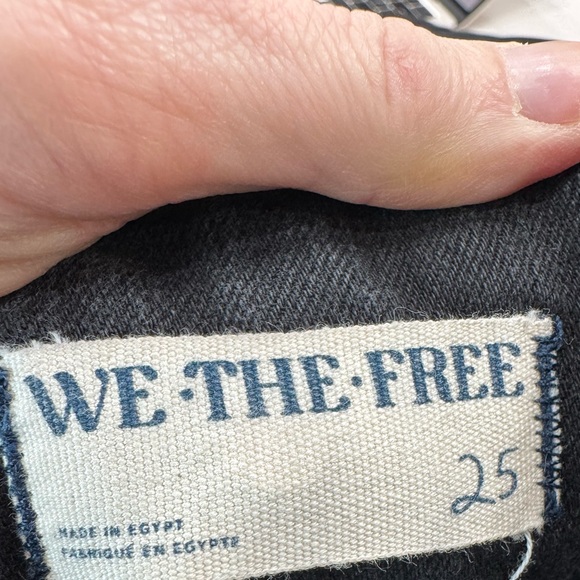 WE·THE·FREE
25
MADE IN EGYPT
FABRIQUÉ EN EGYPTE